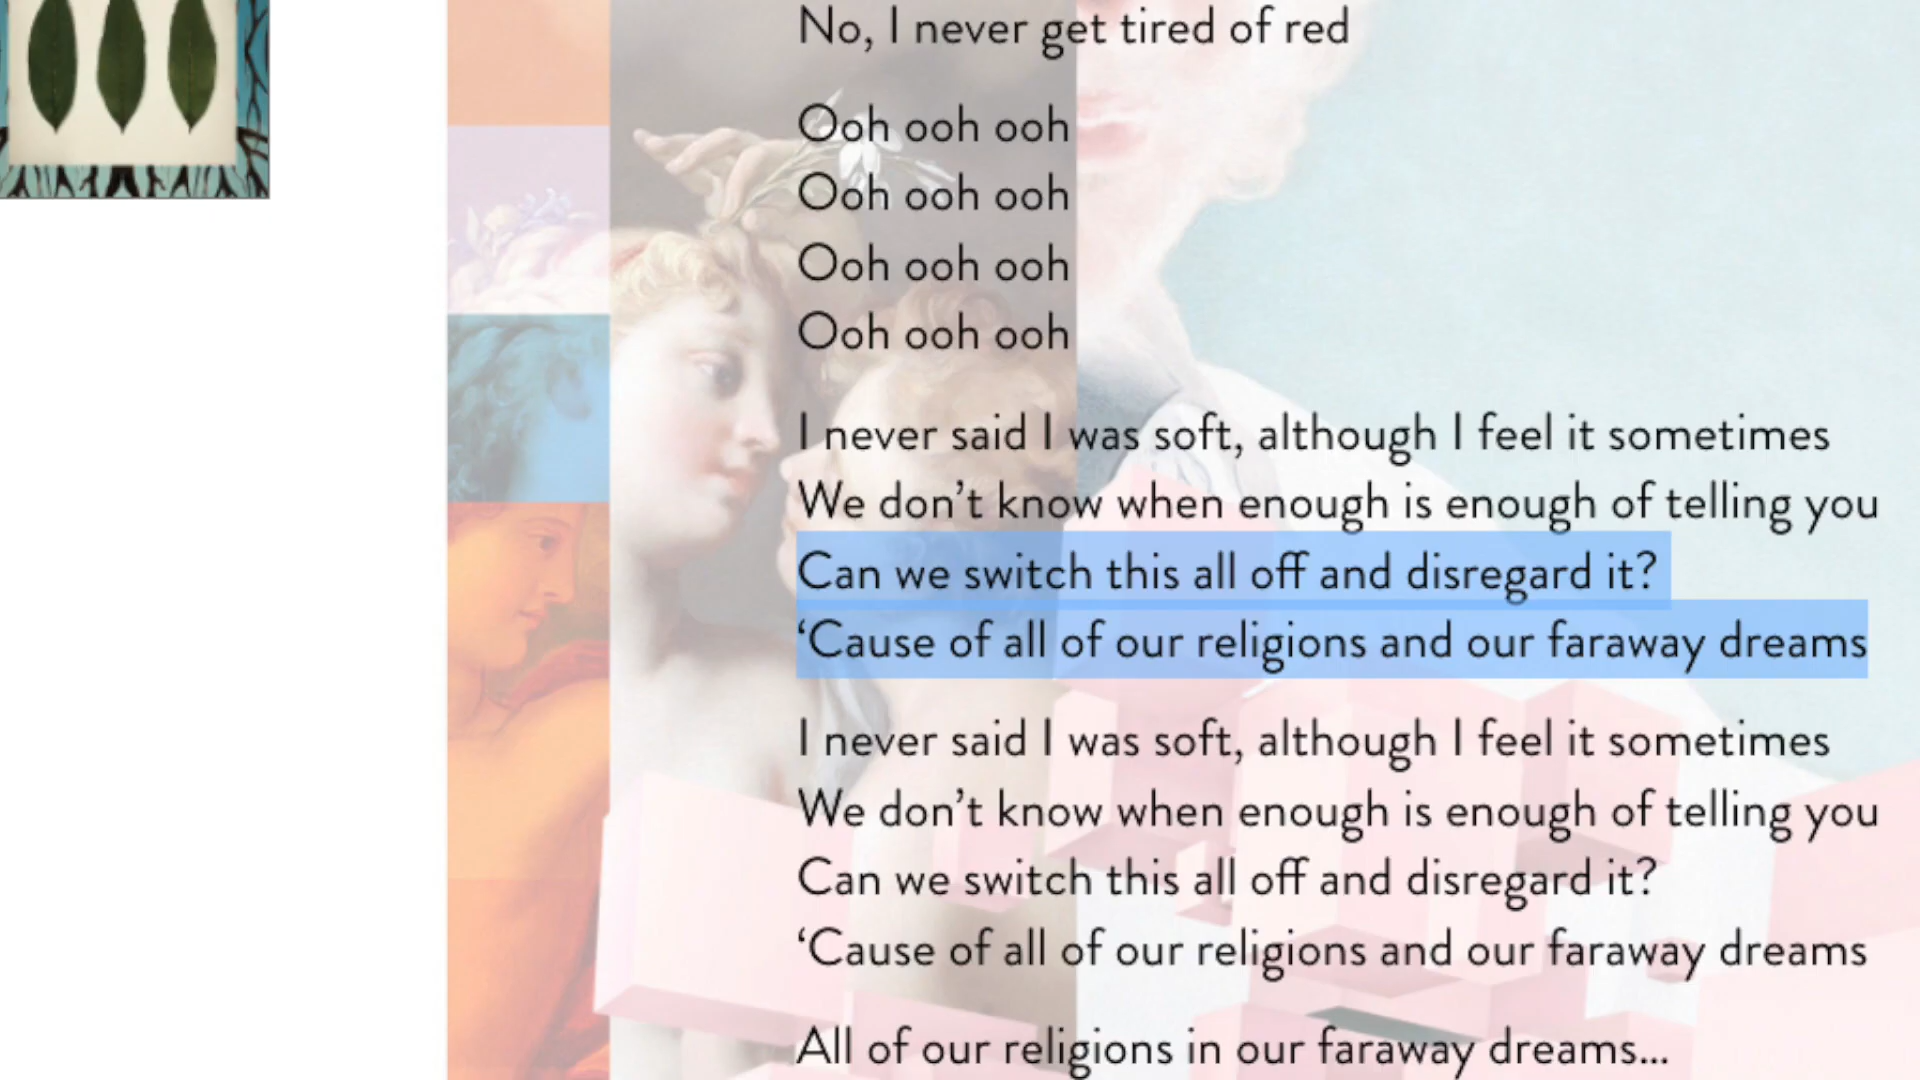 No, I never get tired of red
Ooh ooh ooh
Ooh ooh ooh
Ooh ooh ooh
Ooh ooh ooh
I never said I was soft, although I feel it sometimes
We don’t know when enough is enough of telling you
Can we switch this all off and disregard it?
‘Cause of all of our religions and our faraway dreams
I never said I was soft, although I feel it sometimes
We don’t know when enough is enough of telling you
Can we switch this all off and disregard it?
‘Cause of all of our religions and our faraway dreams
All of our religions in our faraway dreams...